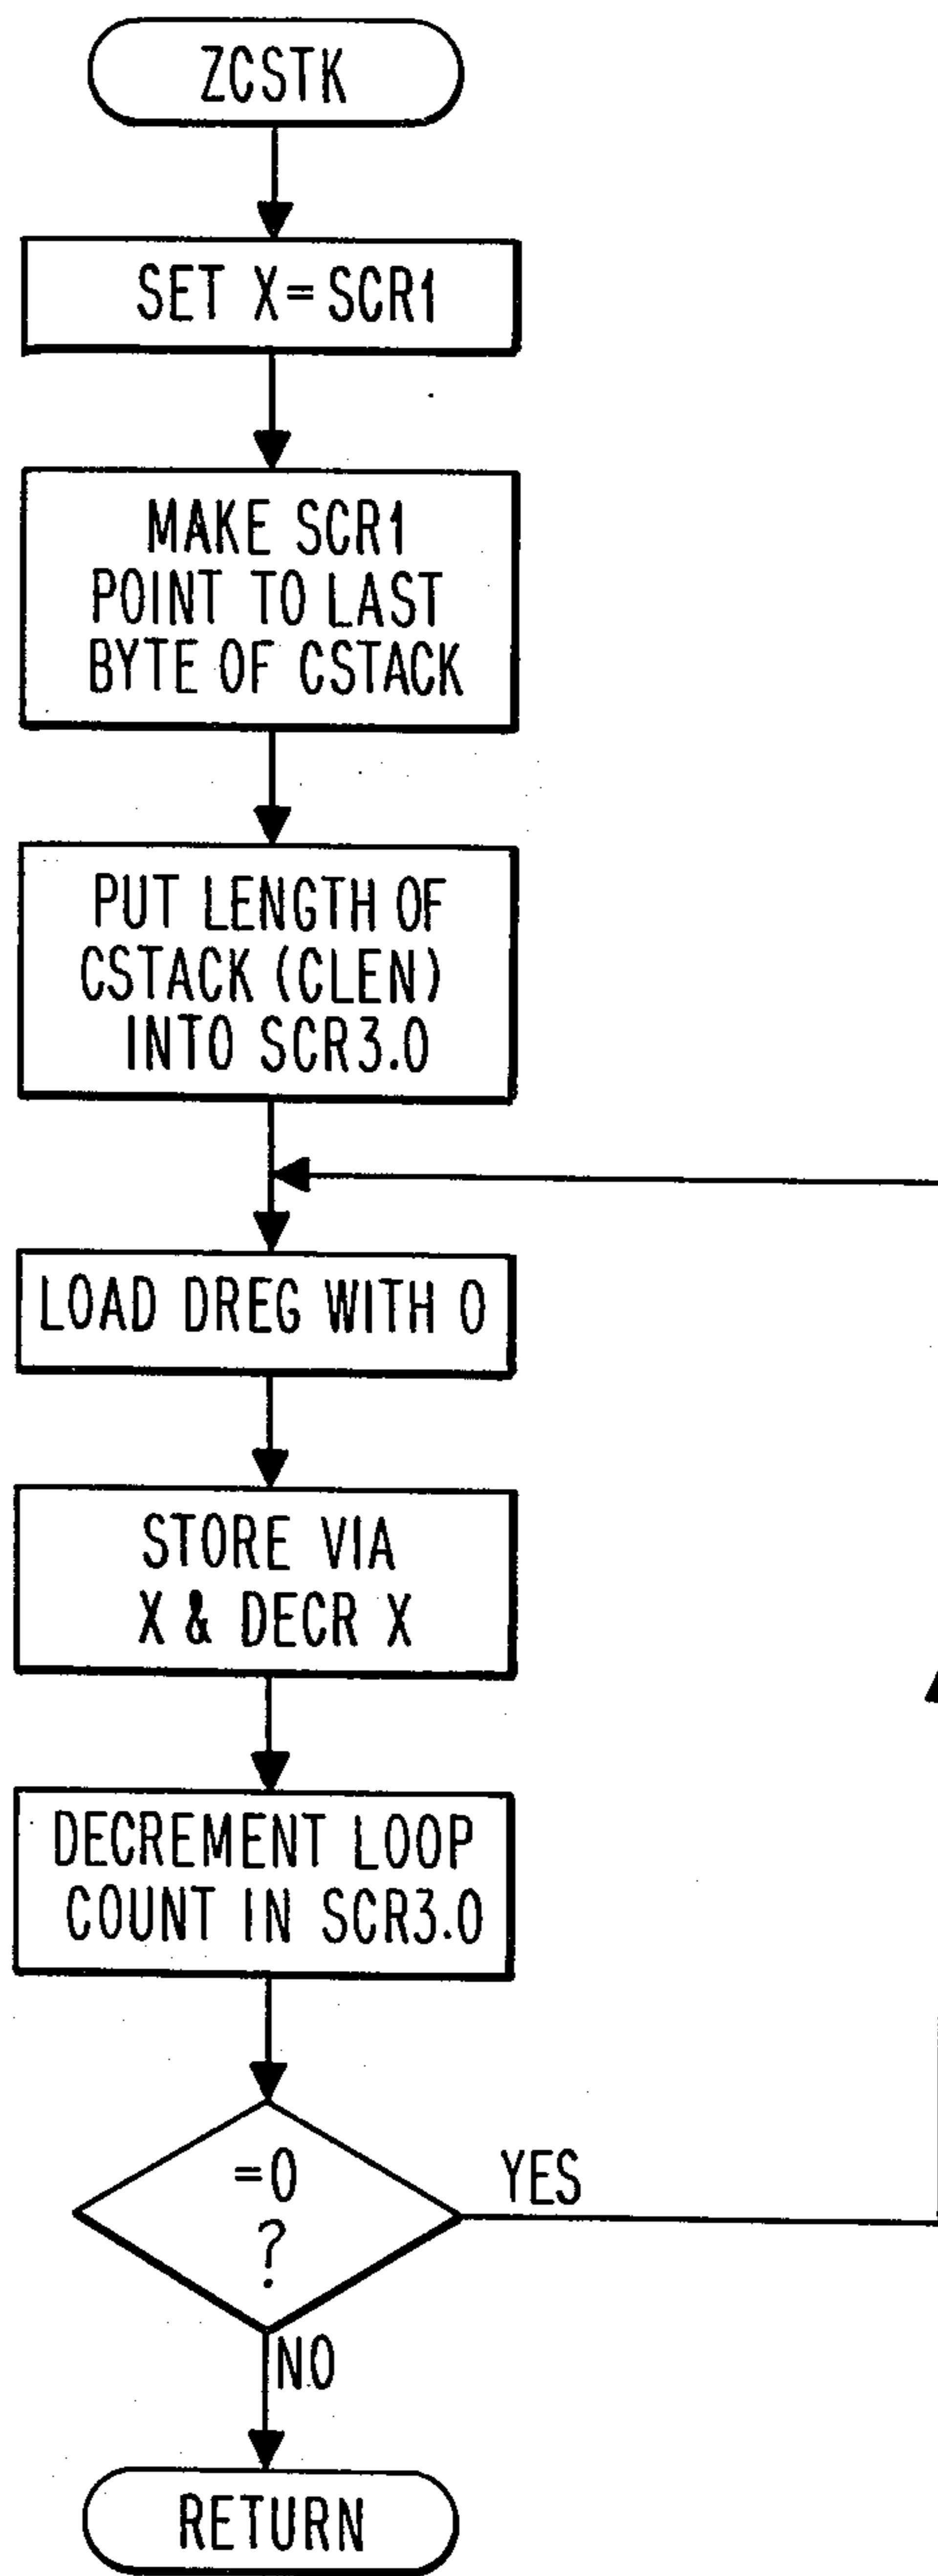 ZCSTK
SET X=SCR1
MAKE SCR1
POINT TO LAST
BYTE OF CSTACK
PUT LENGTH OF
CSTACK (CLEN)
INTO SCR3.0
LOAD DREG WITH 0
STORE VIA
X & DECR X
DECREMENT LOOP
COUNT IN SCR3.0
=0
?
YES
NO
RETURN